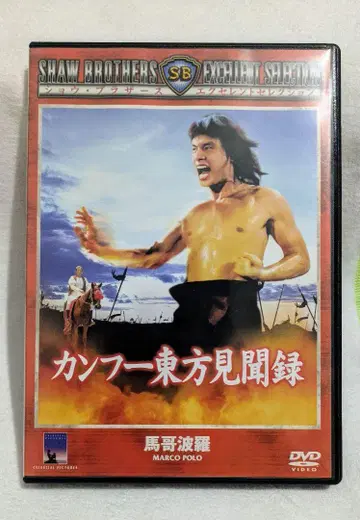 SHAW BROTHERS SB EXCELLENT SELECTION
ショウ・ブラザース エクセレント・セレクション
カンフー東方見聞録
馬哥波羅
MARCO POLO
DVD
VIDEO